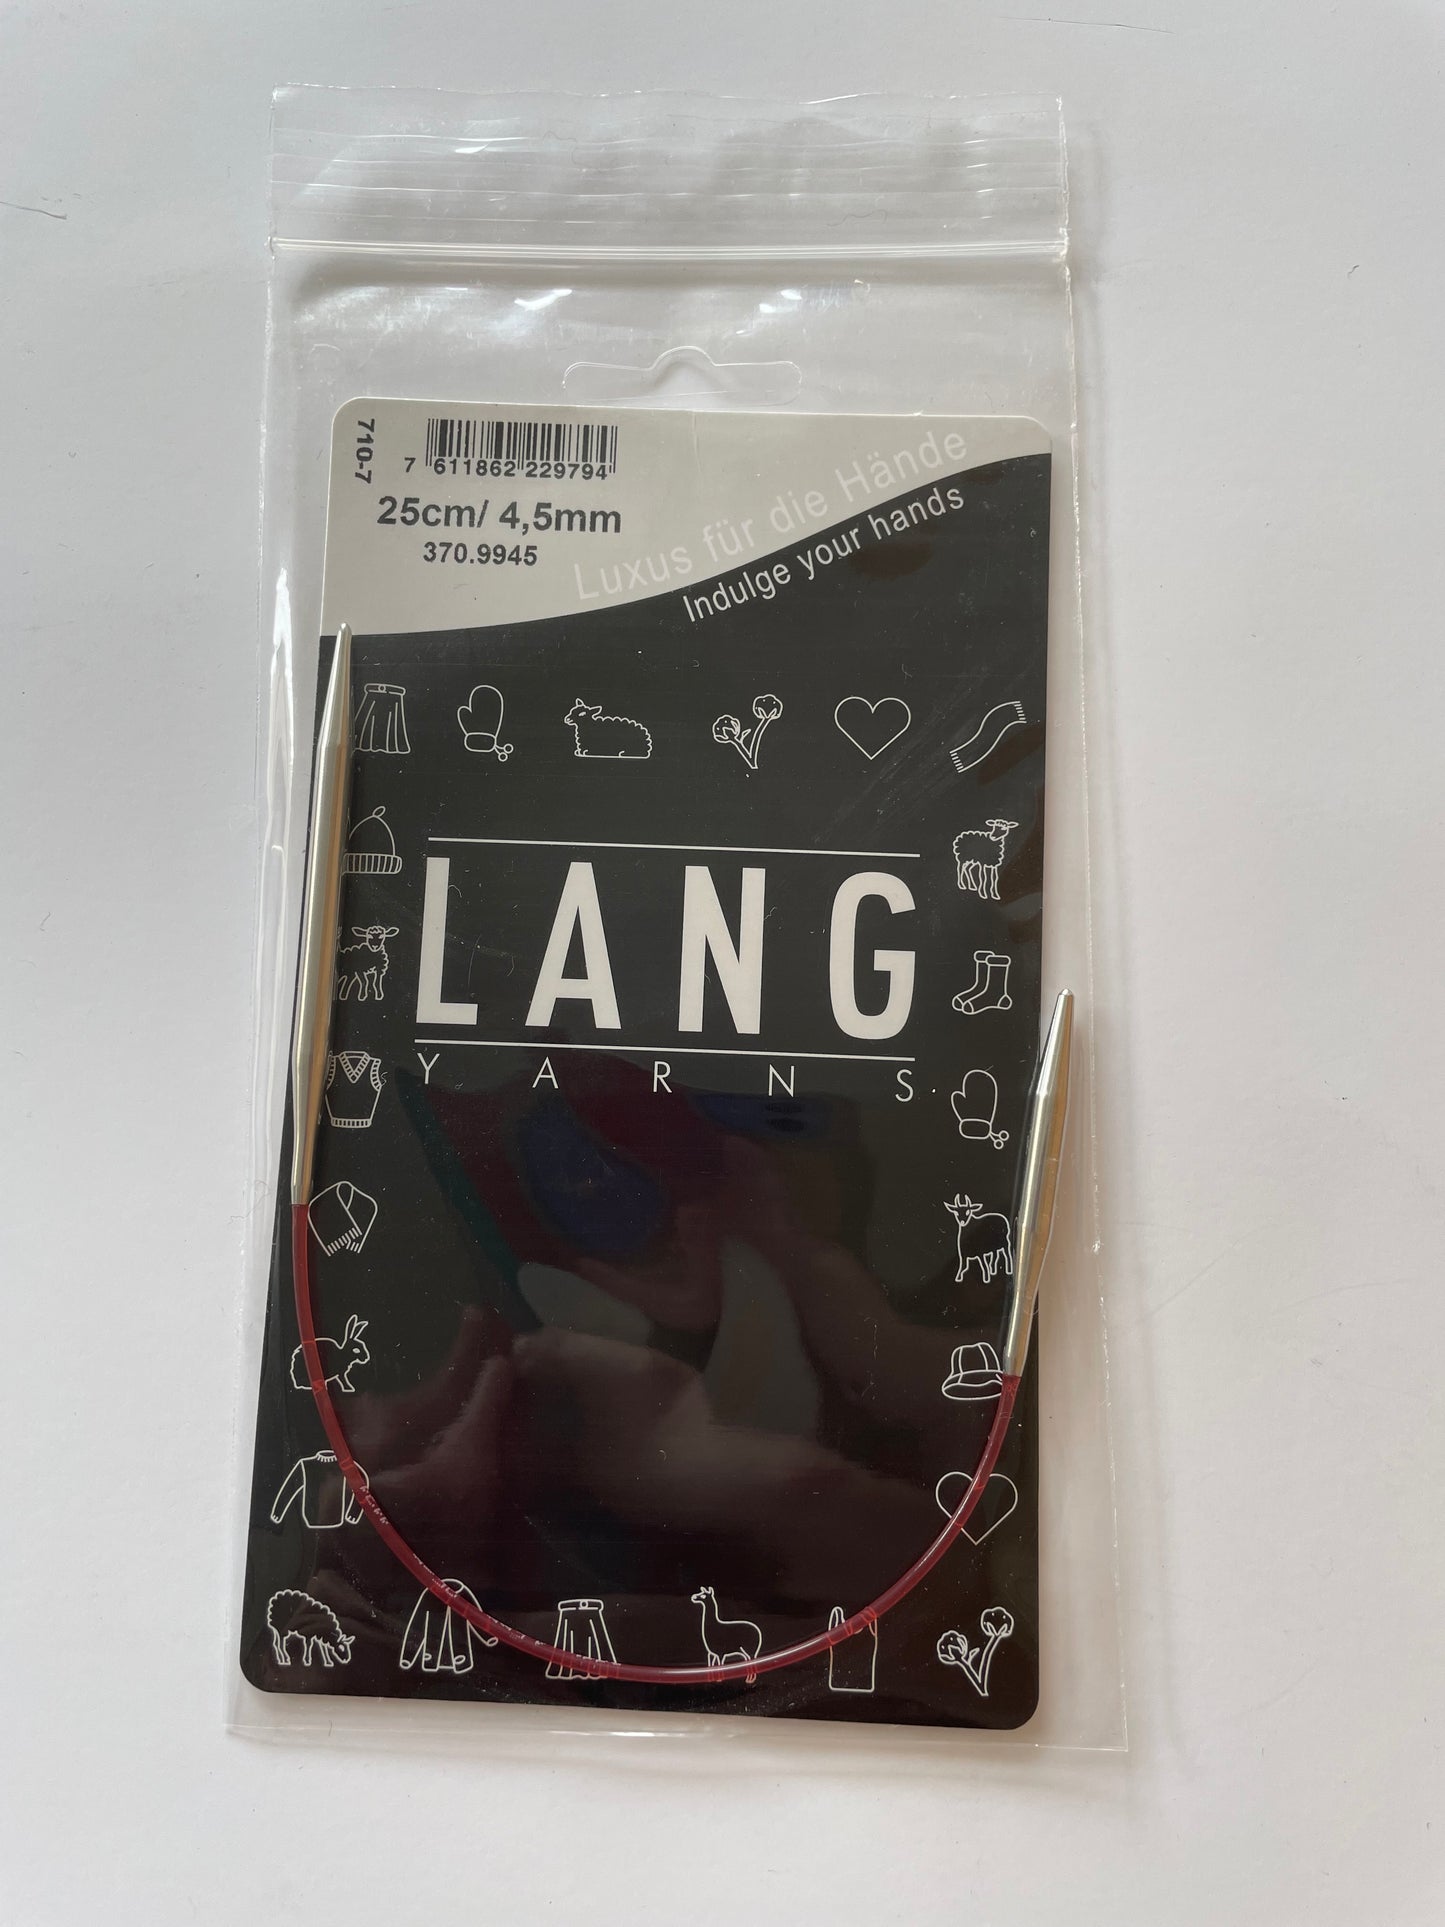 710-7
7 611862 229794
25cm/ 4,5mm
370.9945
Luxus für die Hände
Indulge your hands
LANG
YARNS